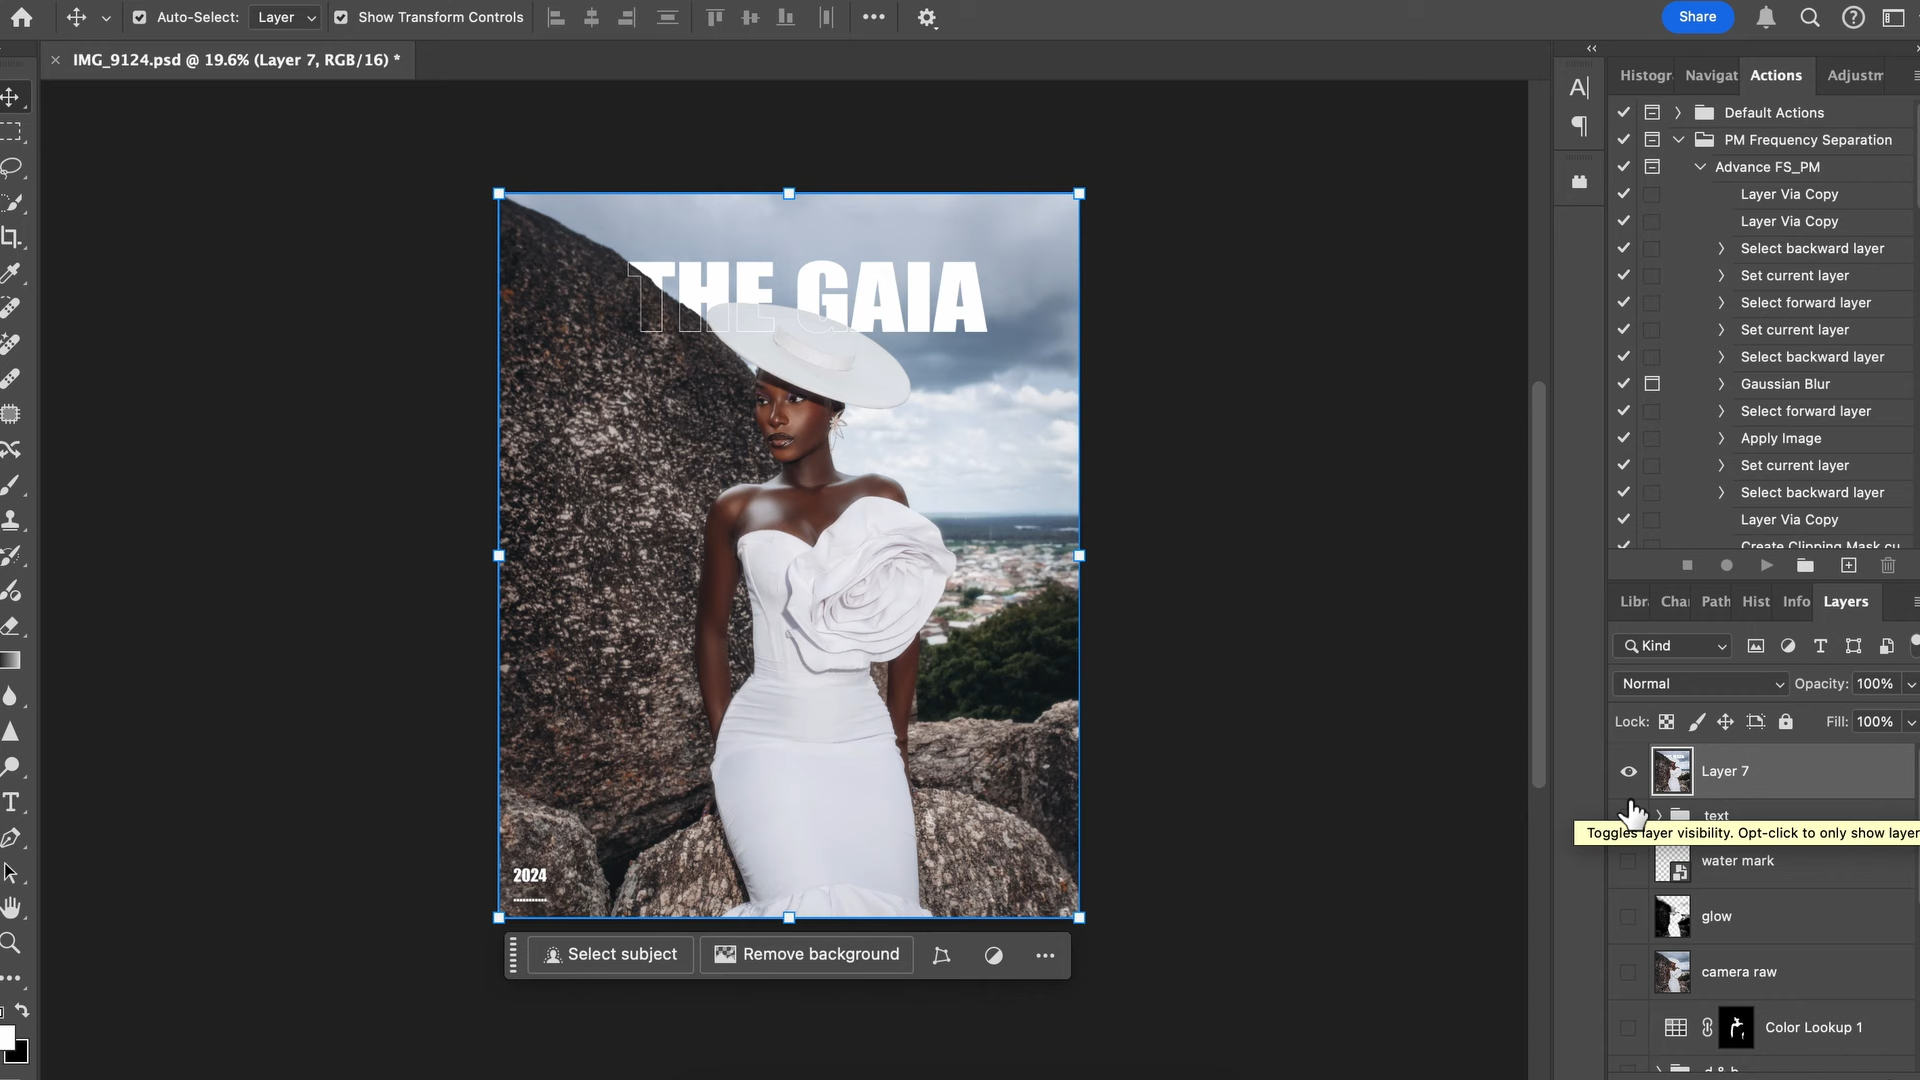 Auto-Select: Layer Show Transform Controls ••• Share
× IMG_9124.psd @ 19.6% (Layer 7, RGB/16) *
Histogr Navigat Actions Adjustm
Default Actions
PM Frequency Separation
Advance FS_PM
Layer Via Copy
Layer Via Copy
Select backward layer
Set current layer
Select forward layer
Set current layer
Select backward layer
Gaussian Blur
Select forward layer
Apply Image
Set current layer
Select backward layer
Layer Via Copy
Create Clipping Mask cu
THE GAIA
2024
Select subject Remove background •••
Libr Cha Path Hist Info Layers
Kind
Normal Opacity: 100%
Lock: Fill: 100%
Layer 7
text
Toggles layer visibility. Opt-click to only show layer
water mark
glow
camera raw
Color Lookup 1
d & b